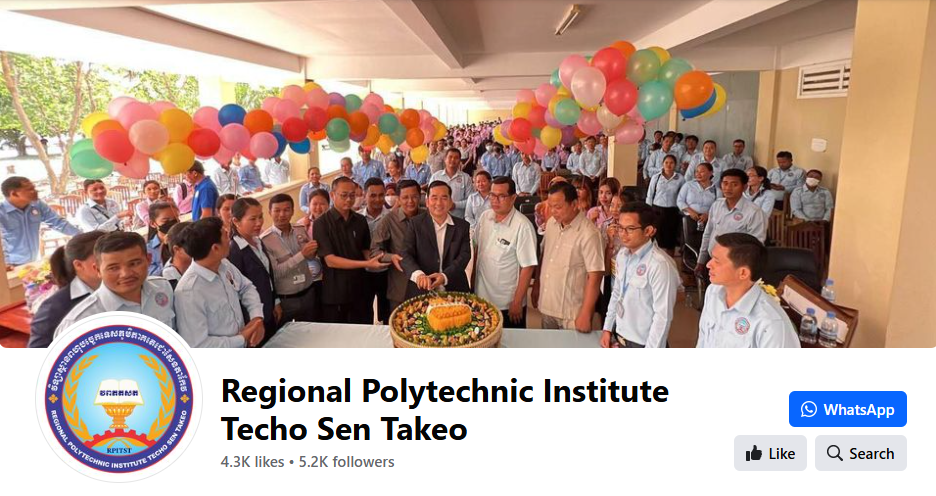 Regional Polytechnic Institute
Techo Sen Takeo
4.3K likes • 5.2K followers
WhatsApp
Like
Search
REGIONAL POLYTECHNIC INSTITUTE TECHO SEN TAKEO
RPITST